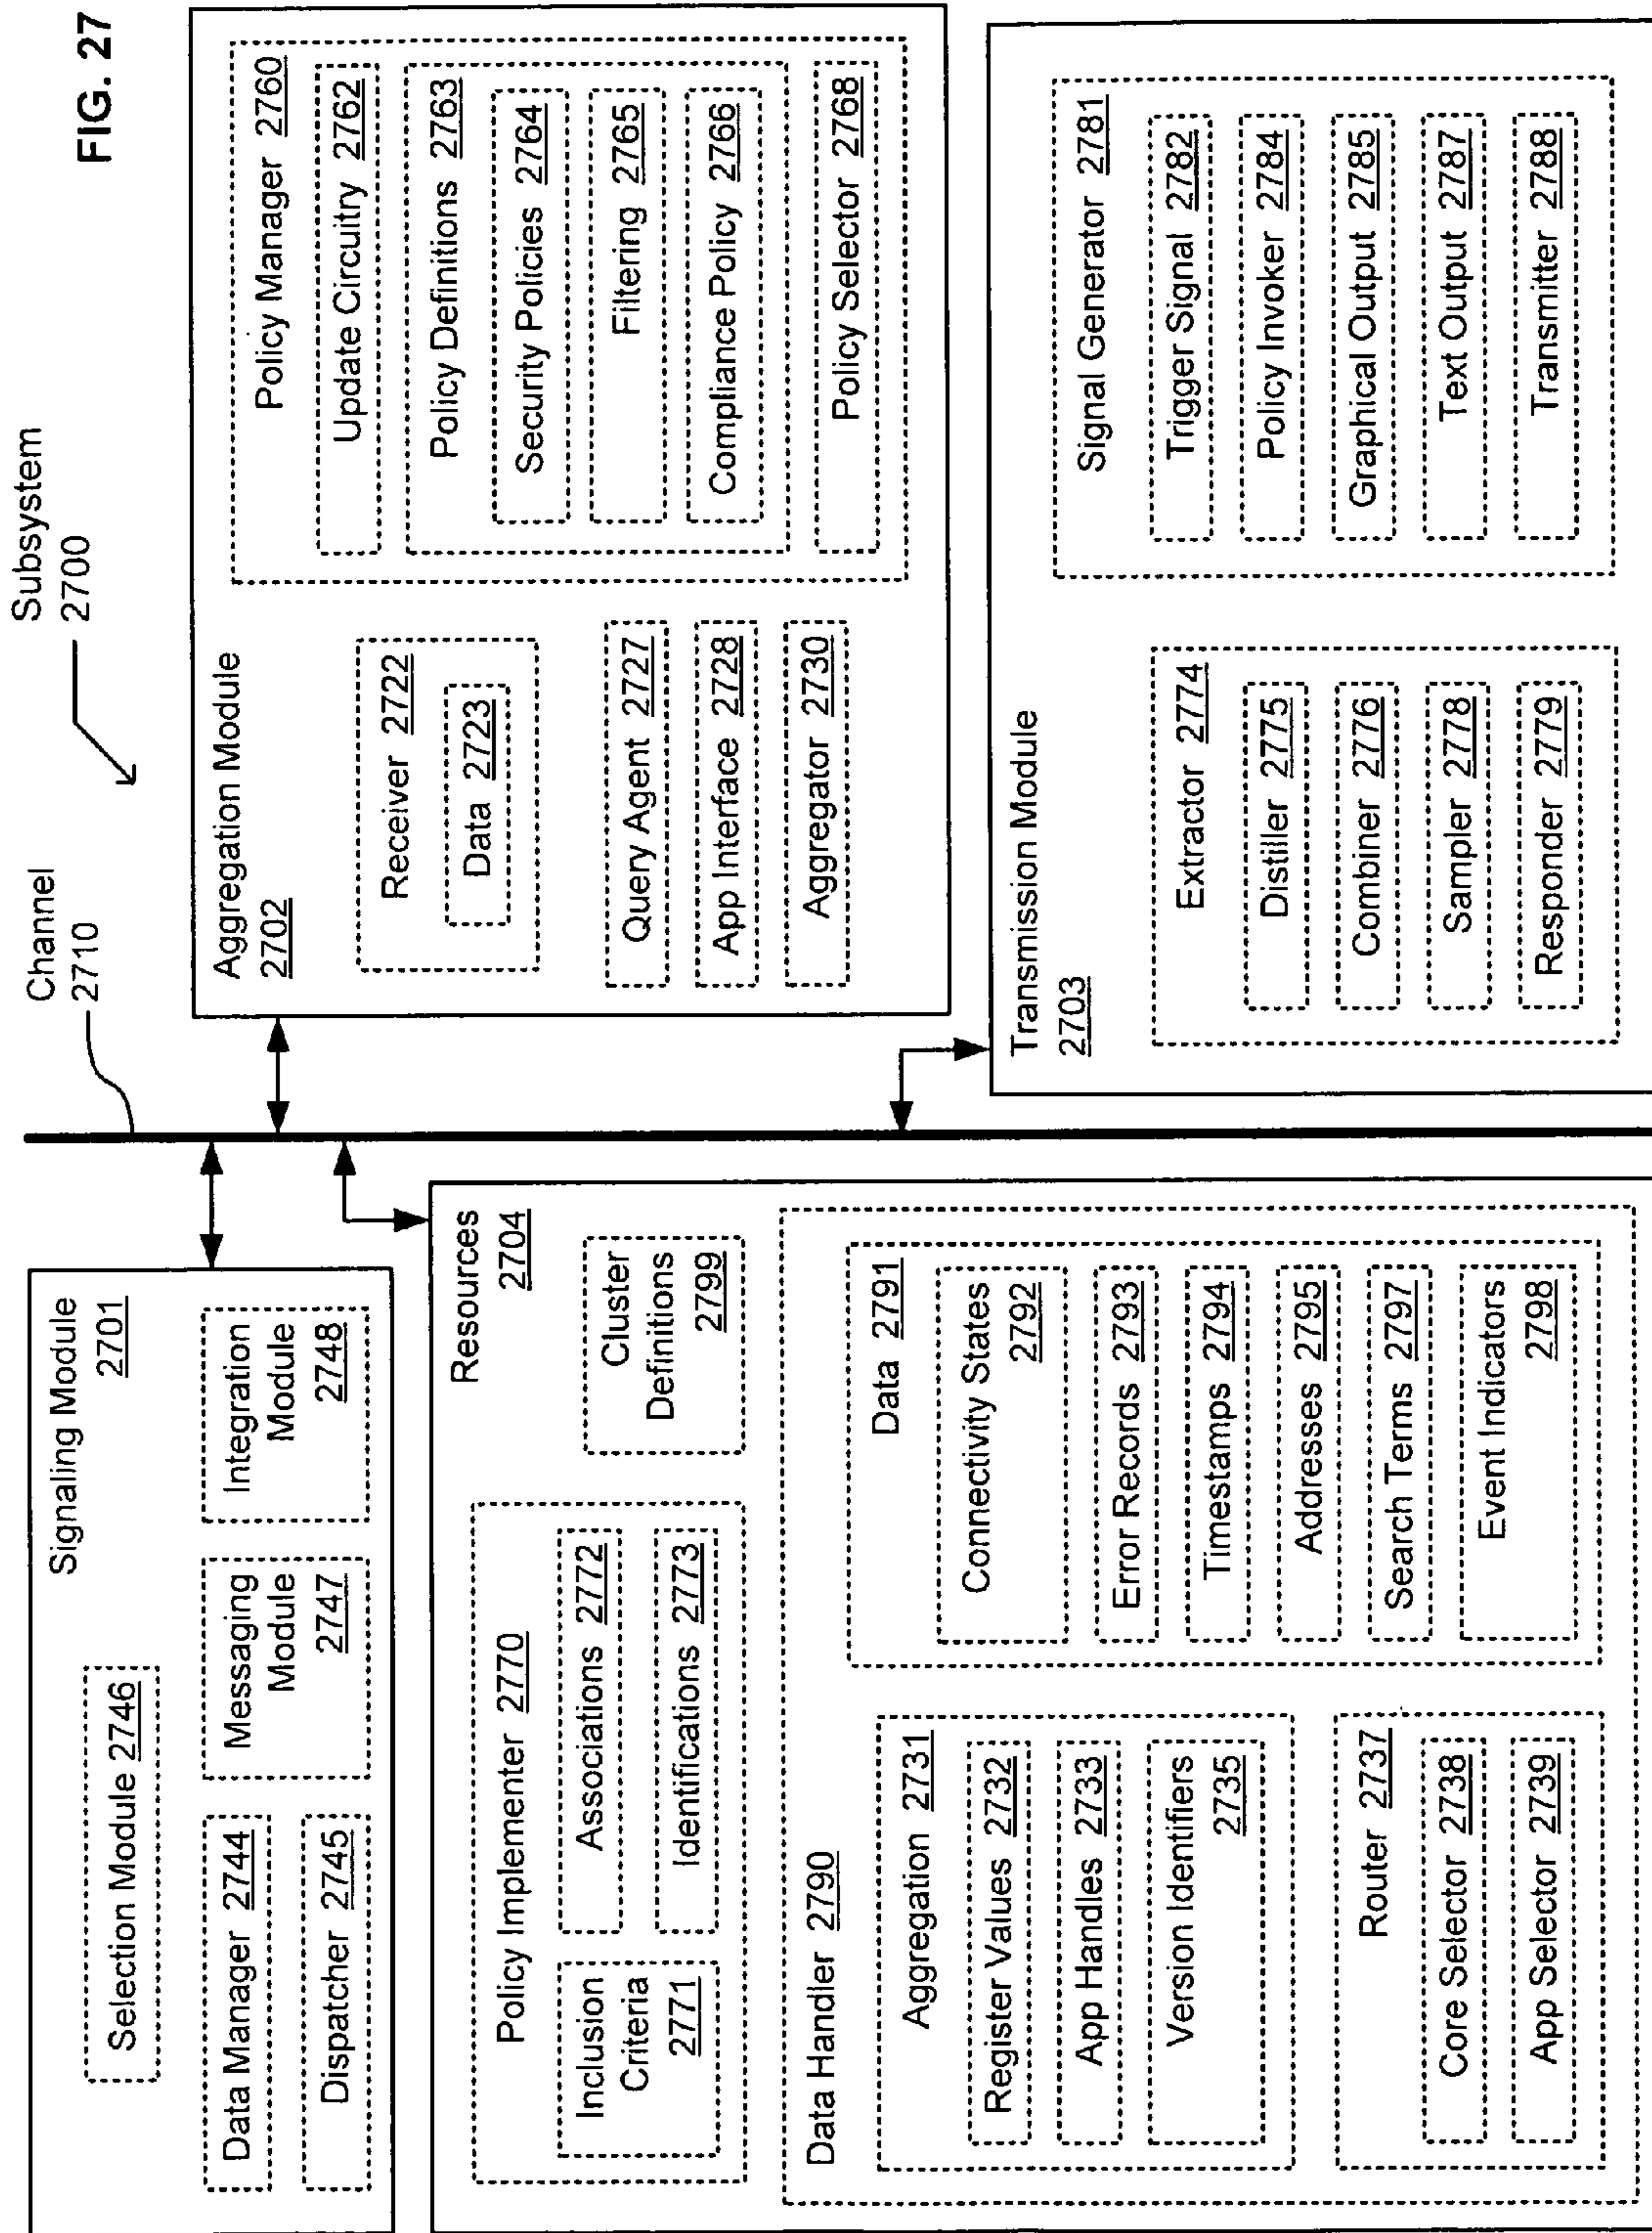 FIG. 27
Subsystem
2700
Channel
2710
Signaling Module
2701
Selection Module 2746
Data Manager 2744
Dispatcher 2745
Messaging
Module
2747
Integration
Module
2748
Aggregation Module
2702
Receiver 2722
Data 2723
Query Agent 2727
App Interface 2728
Aggregator 2730
Policy Manager 2760
Update Circuitry 2762
Policy Definitions 2763
Security Policies 2764
Filtering 2765
Compliance Policy 2766
Policy Selector 2768
Resources
2704
Policy Implementer 2770
Inclusion
Criteria
2771
Associations 2772
Identifications 2773
Cluster
Definitions
2799
Data Handler 2790
Aggregation 2731
Register Values 2732
App Handles 2733
Version Identifiers
2735
Router 2737
Core Selector 2738
App Selector 2739
Data 2791
Connectivity States
2792
Error Records 2793
Timestamps 2794
Addresses 2795
Search Terms 2797
Event Indicators
2798
Transmission Module
2703
Extractor 2774
Distiller 2775
Combiner 2776
Sampler 2778
Responder 2779
Signal Generator 2781
Trigger Signal 2782
Policy Invoker 2784
Graphical Output 2785
Text Output 2787
Transmitter 2788